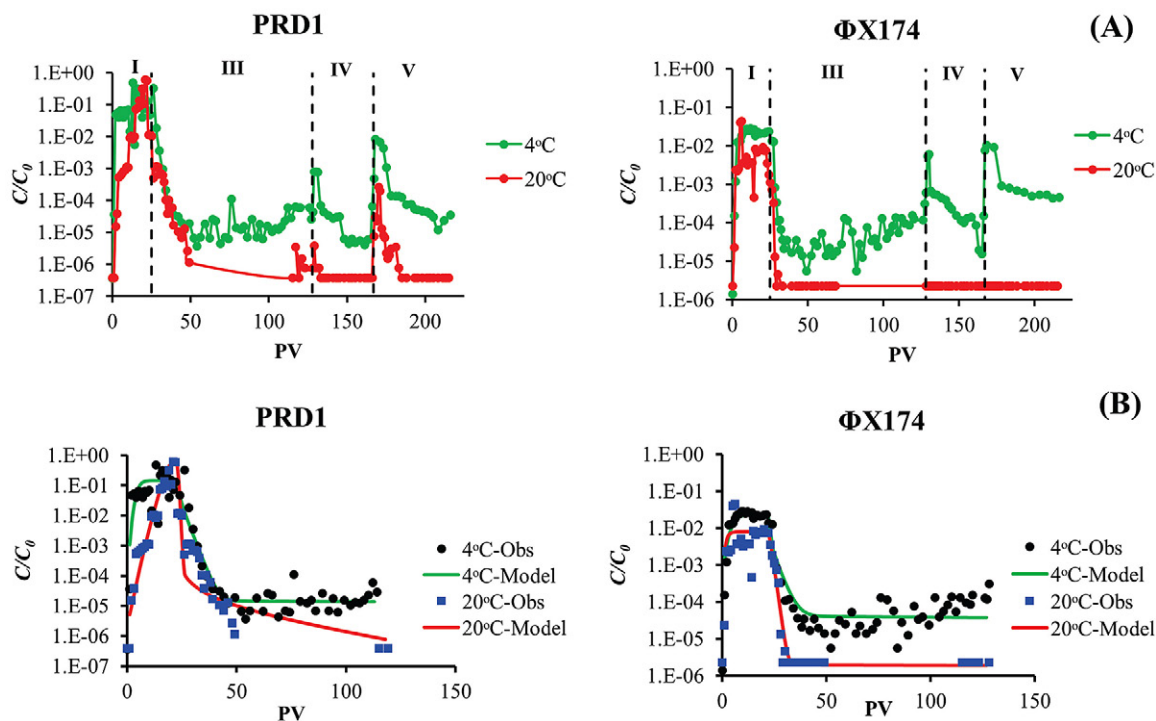 PRD1
ΦX174
(A)
I
III
IV
V
1.E+00
1.E-01
1.E-02
1.E-03
1.E-04
1.E-05
1.E-06
1.E-07
C/C0
0
50
100
150
200
PV
4°C
20°C
I
III
IV
V
1.E+00
1.E-01
1.E-02
1.E-03
1.E-04
1.E-05
1.E-06
C/C0
0
50
100
150
200
PV
4°C
20°C
(B)
PRD1
1.E+00
1.E-01
1.E-02
1.E-03
1.E-04
1.E-05
1.E-06
1.E-07
C/C0
0
50
100
150
PV
4°C-Obs
4°C-Model
20°C-Obs
20°C-Model
ΦX174
1.E+00
1.E-01
1.E-02
1.E-03
1.E-04
1.E-05
1.E-06
C/C0
0
50
100
150
PV
4°C-Obs
4°C-Model
20°C-Obs
20°C-Model